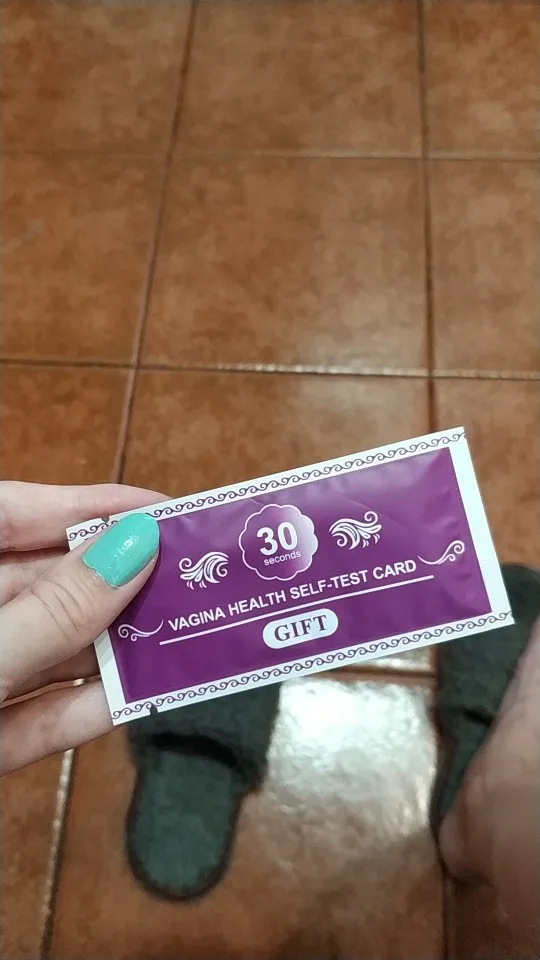 30
seconds
VAGINA HEALTH SELF-TEST CARD
GIFT